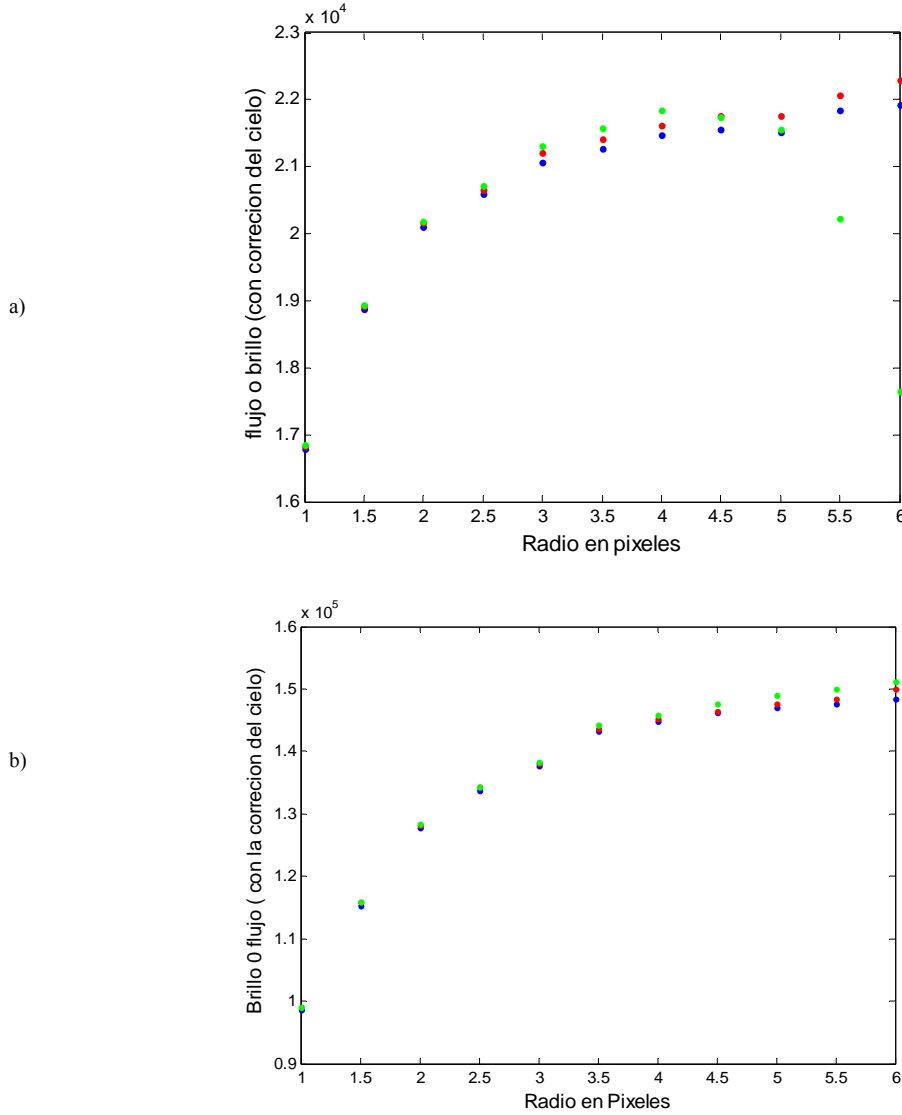 a)
x 10^4
flujo o brillo (con correcion del cielo)
2.3
2.2
2.1
2
1.9
1.8
1.7
1.6
1 1.5 2 2.5 3 3.5 4 4.5 5 5.5 6
Radio en pixeles
b)
x 10^5
Brillo 0 flujo ( con la correcion del cielo)
1.6
1.5
1.4
1.3
1.2
1.1
1
0.9
1 1.5 2 2.5 3 3.5 4 4.5 5 5.5 6
Radio en Pixeles